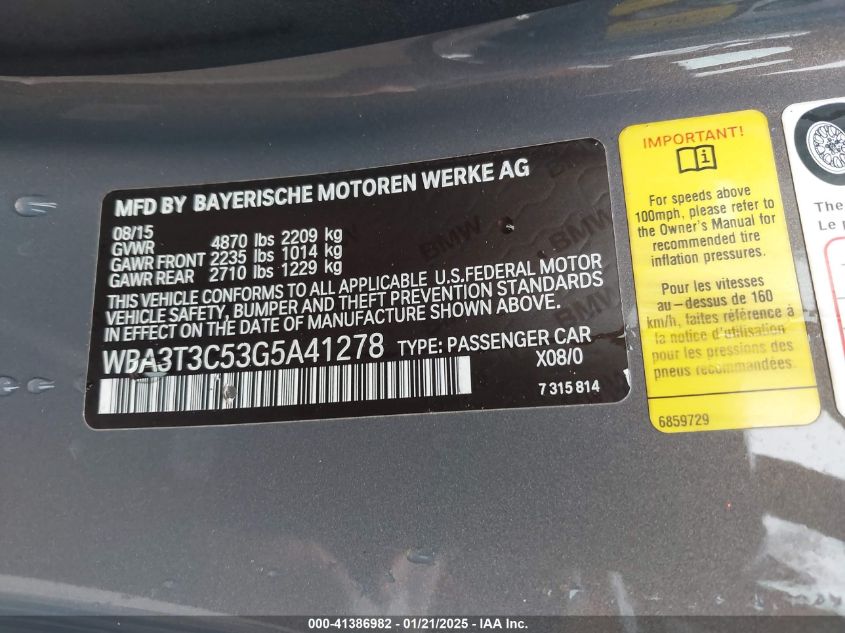 MFD BY BAYERISCHE MOTOREN WERKE AG
08/15
GVWR 4870 lbs 2209 kg
GAWR FRONT 2235 lbs 1014 kg
GAWR REAR 2710 lbs 1229 kg
THIS VEHICLE CONFORMS TO ALL APPLICABLE U.S.FEDERAL MOTOR
VEHICLE SAFETY, BUMPER AND THEFT PREVENTION STANDARDS
IN EFFECT ON THE DATE OF MANUFACTURE SHOWN ABOVE.
WBA3T3C53G5A41278 TYPE: PASSENGER CAR
X08/0
7 315 814
BMW
BMW
BMW
IMPORTANT!
For speeds above
100mph, please refer to
the Owner's Manual for
recommended tire
inflation pressures.
Pour les vitesses
au-dessus de 160
km/h, faites référence à
la notice d'utilisation
pour les pressions des
pneus recommandées.
6859729
The
Le p
000-41386982 / 01/21/2025 - IAA Inc.